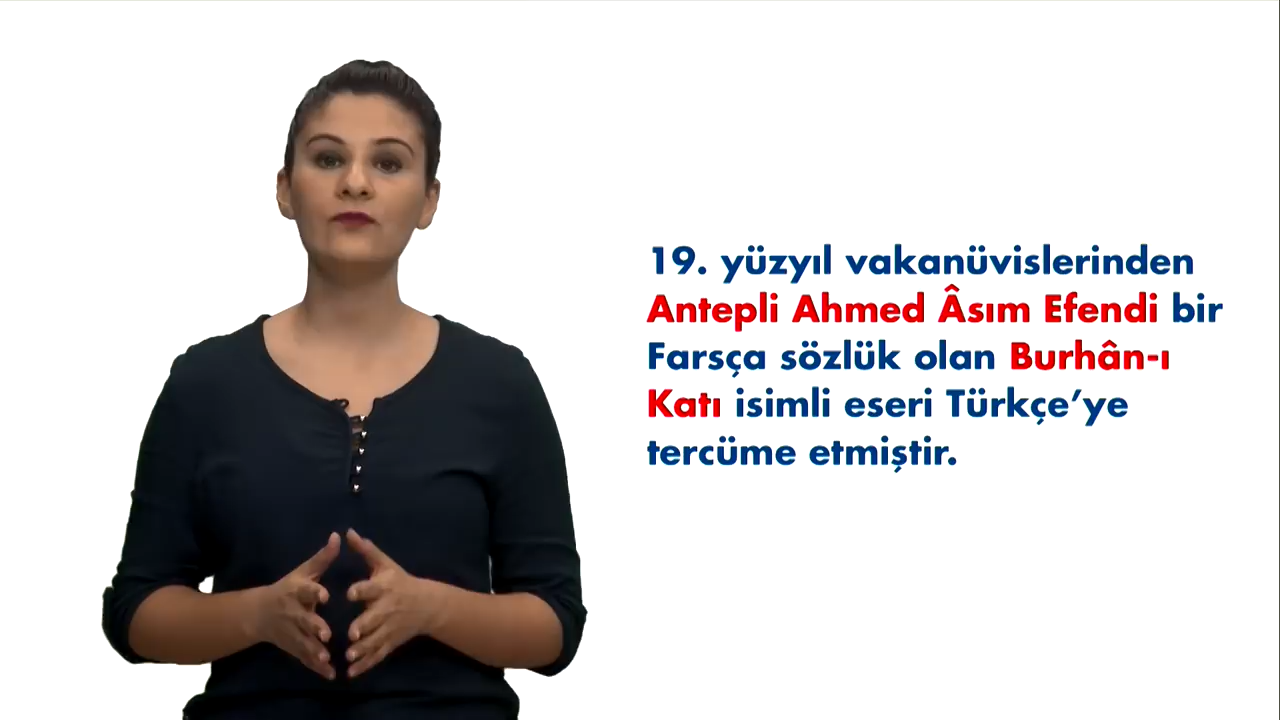 19. yüzyıl vakanüvislerinden
Antepli Ahmed Âsım Efendi bir
Farsça sözlük olan Burhân-ı
Katı isimli eseri Türkçe’ye
tercüme etmiştir.